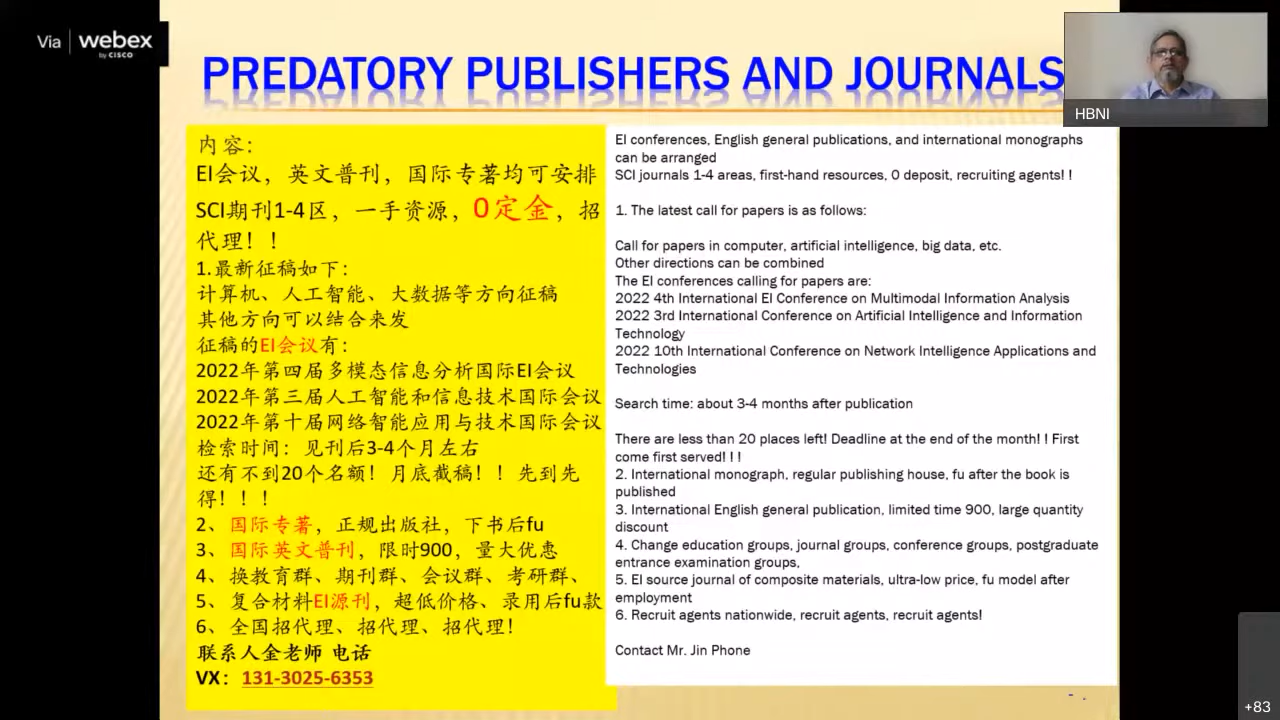 Via webex
by CISCO
PREDATORY PUBLISHERS AND JOURNALS
HBNI
内容：
EI会议，英文普刊，国际专著均可安排
SCI期刊1-4区，一手资源，0定金，招
代理！！
1.最新征稿如下：
计算机、人工智能、大数据等方向征稿
其他方向可以结合来发
征稿的EI会议有：
2022年第四届多模态信息分析国际EI会议
2022年第三届人工智能和信息技术国际会议
2022年第十届网络智能应用与技术国际会议
检索时间：见刊后3-4个月左右
还有不到20个名额！月底截稿！！先到先
得！！！
2、国际专著，正规出版社，下书后fu
3、国际英文普刊，限时900，量大优惠
4、换教育群、期刊群、会议群、考研群、
5、复合材料EI源刊，超低价格、录用后fu款
6、全国招代理、招代理、招代理！
联系人金老师 电话
VX：131-3025-6353
EI conferences, English general publications, and international monographs
can be arranged
SCI journals 1-4 areas, first-hand resources, 0 deposit, recruiting agents! !
1. The latest call for papers is as follows:
Call for papers in computer, artificial intelligence, big data, etc.
Other directions can be combined
The EI conferences calling for papers are:
2022 4th International EI Conference on Multimodal Information Analysis
2022 3rd International Conference on Artificial Intelligence and Information
Technology
2022 10th International Conference on Network Intelligence Applications and
Technologies
Search time: about 3-4 months after publication
There are less than 20 places left! Deadline at the end of the month! ! First
come first served! ! !
2. International monograph, regular publishing house, fu after the book is
published
3. International English general publication, limited time 900, large quantity
discount
4. Change education groups, journal groups, conference groups, postgraduate
entrance examination groups,
5. EI source journal of composite materials, ultra-low price, fu model after
employment
6. Recruit agents nationwide, recruit agents, recruit agents!
Contact Mr. Jin Phone
+83